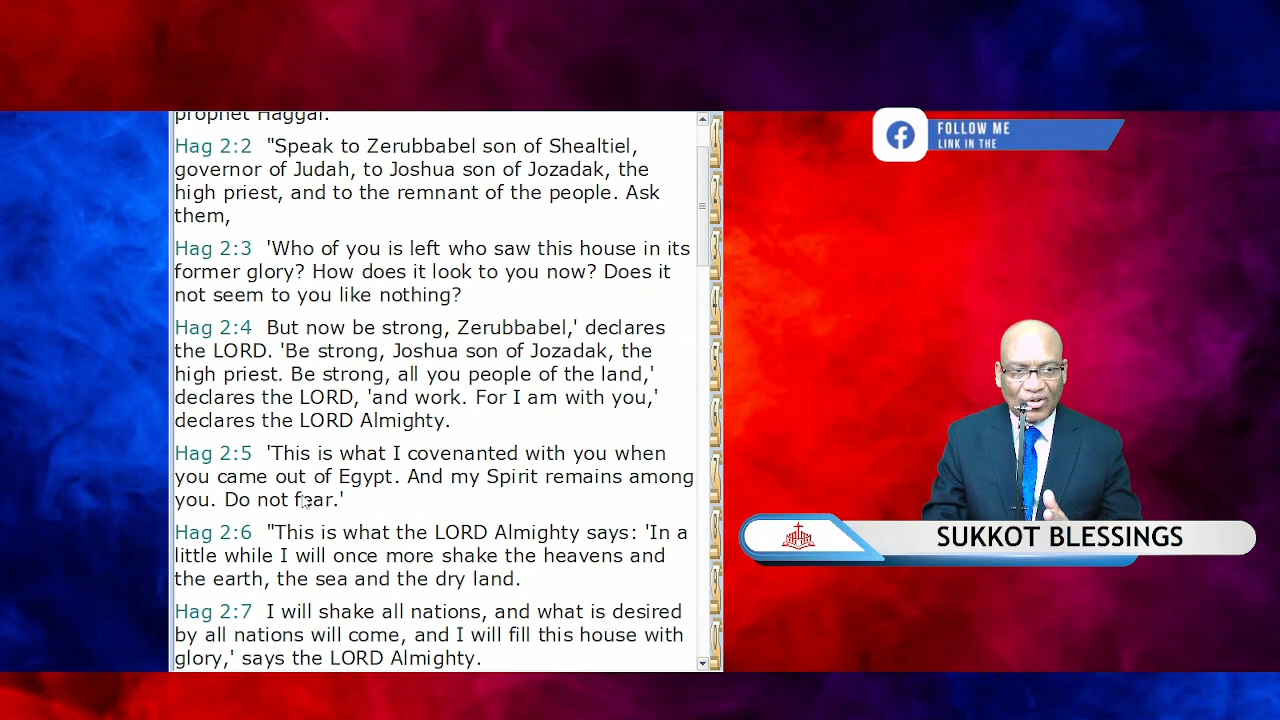 prophet Haggai.
Hag 2:2 "Speak to Zerubbabel son of Shealtiel,
governor of Judah, to Joshua son of Jozadak, the
high priest, and to the remnant of the people. Ask
them,
Hag 2:3 'Who of you is left who saw this house in its
former glory? How does it look to you now? Does it
not seem to you like nothing?
Hag 2:4 But now be strong, Zerubbabel,' declares
the LORD. 'Be strong, Joshua son of Jozadak, the
high priest. Be strong, all you people of the land,'
declares the LORD, 'and work. For I am with you,'
declares the LORD Almighty.
Hag 2:5 'This is what I covenanted with you when
you came out of Egypt. And my Spirit remains among
you. Do not fear.'
Hag 2:6 "This is what the LORD Almighty says: 'In a
little while I will once more shake the heavens and
the earth, the sea and the dry land.
Hag 2:7 I will shake all nations, and what is desired
by all nations will come, and I will fill this house with
glory,' says the LORD Almighty.
FOLLOW ME
LINK IN THE
SUKKOT BLESSINGS